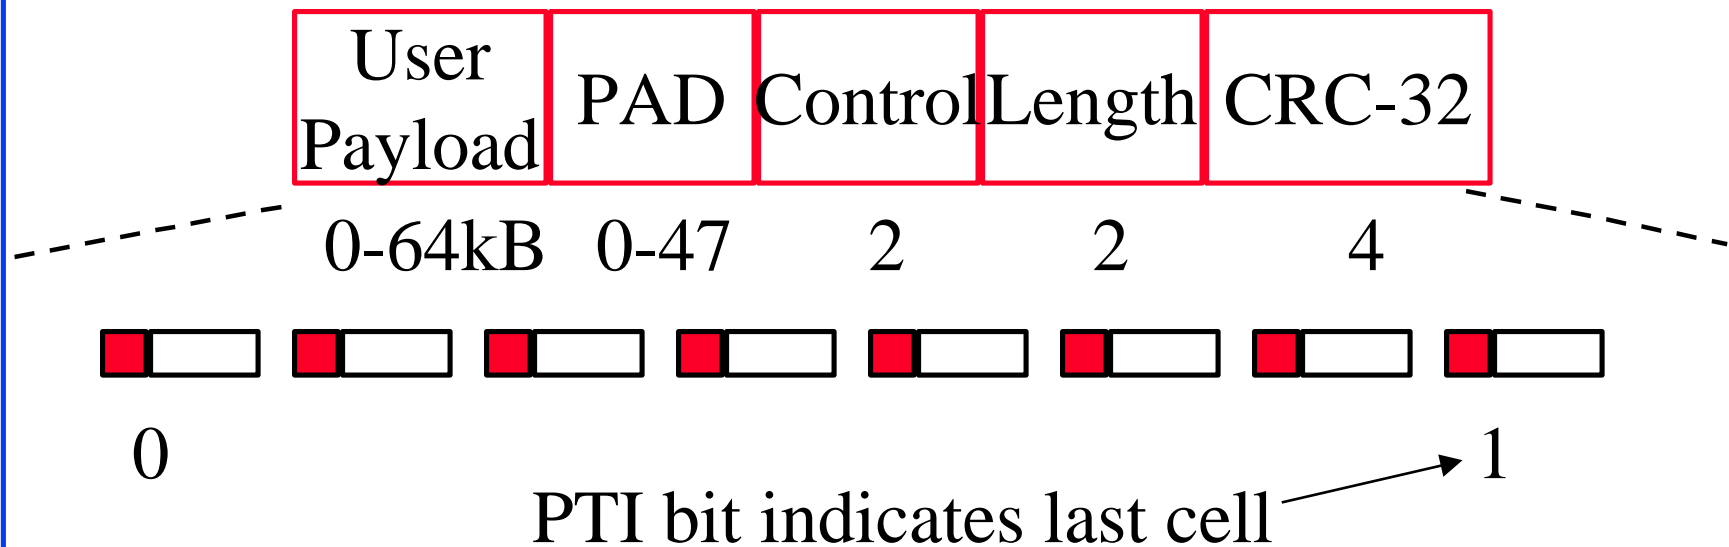 User Payload PAD Control Length CRC-32
0-64kB 0-47 2 2 4
0 1
PTI bit indicates last cell